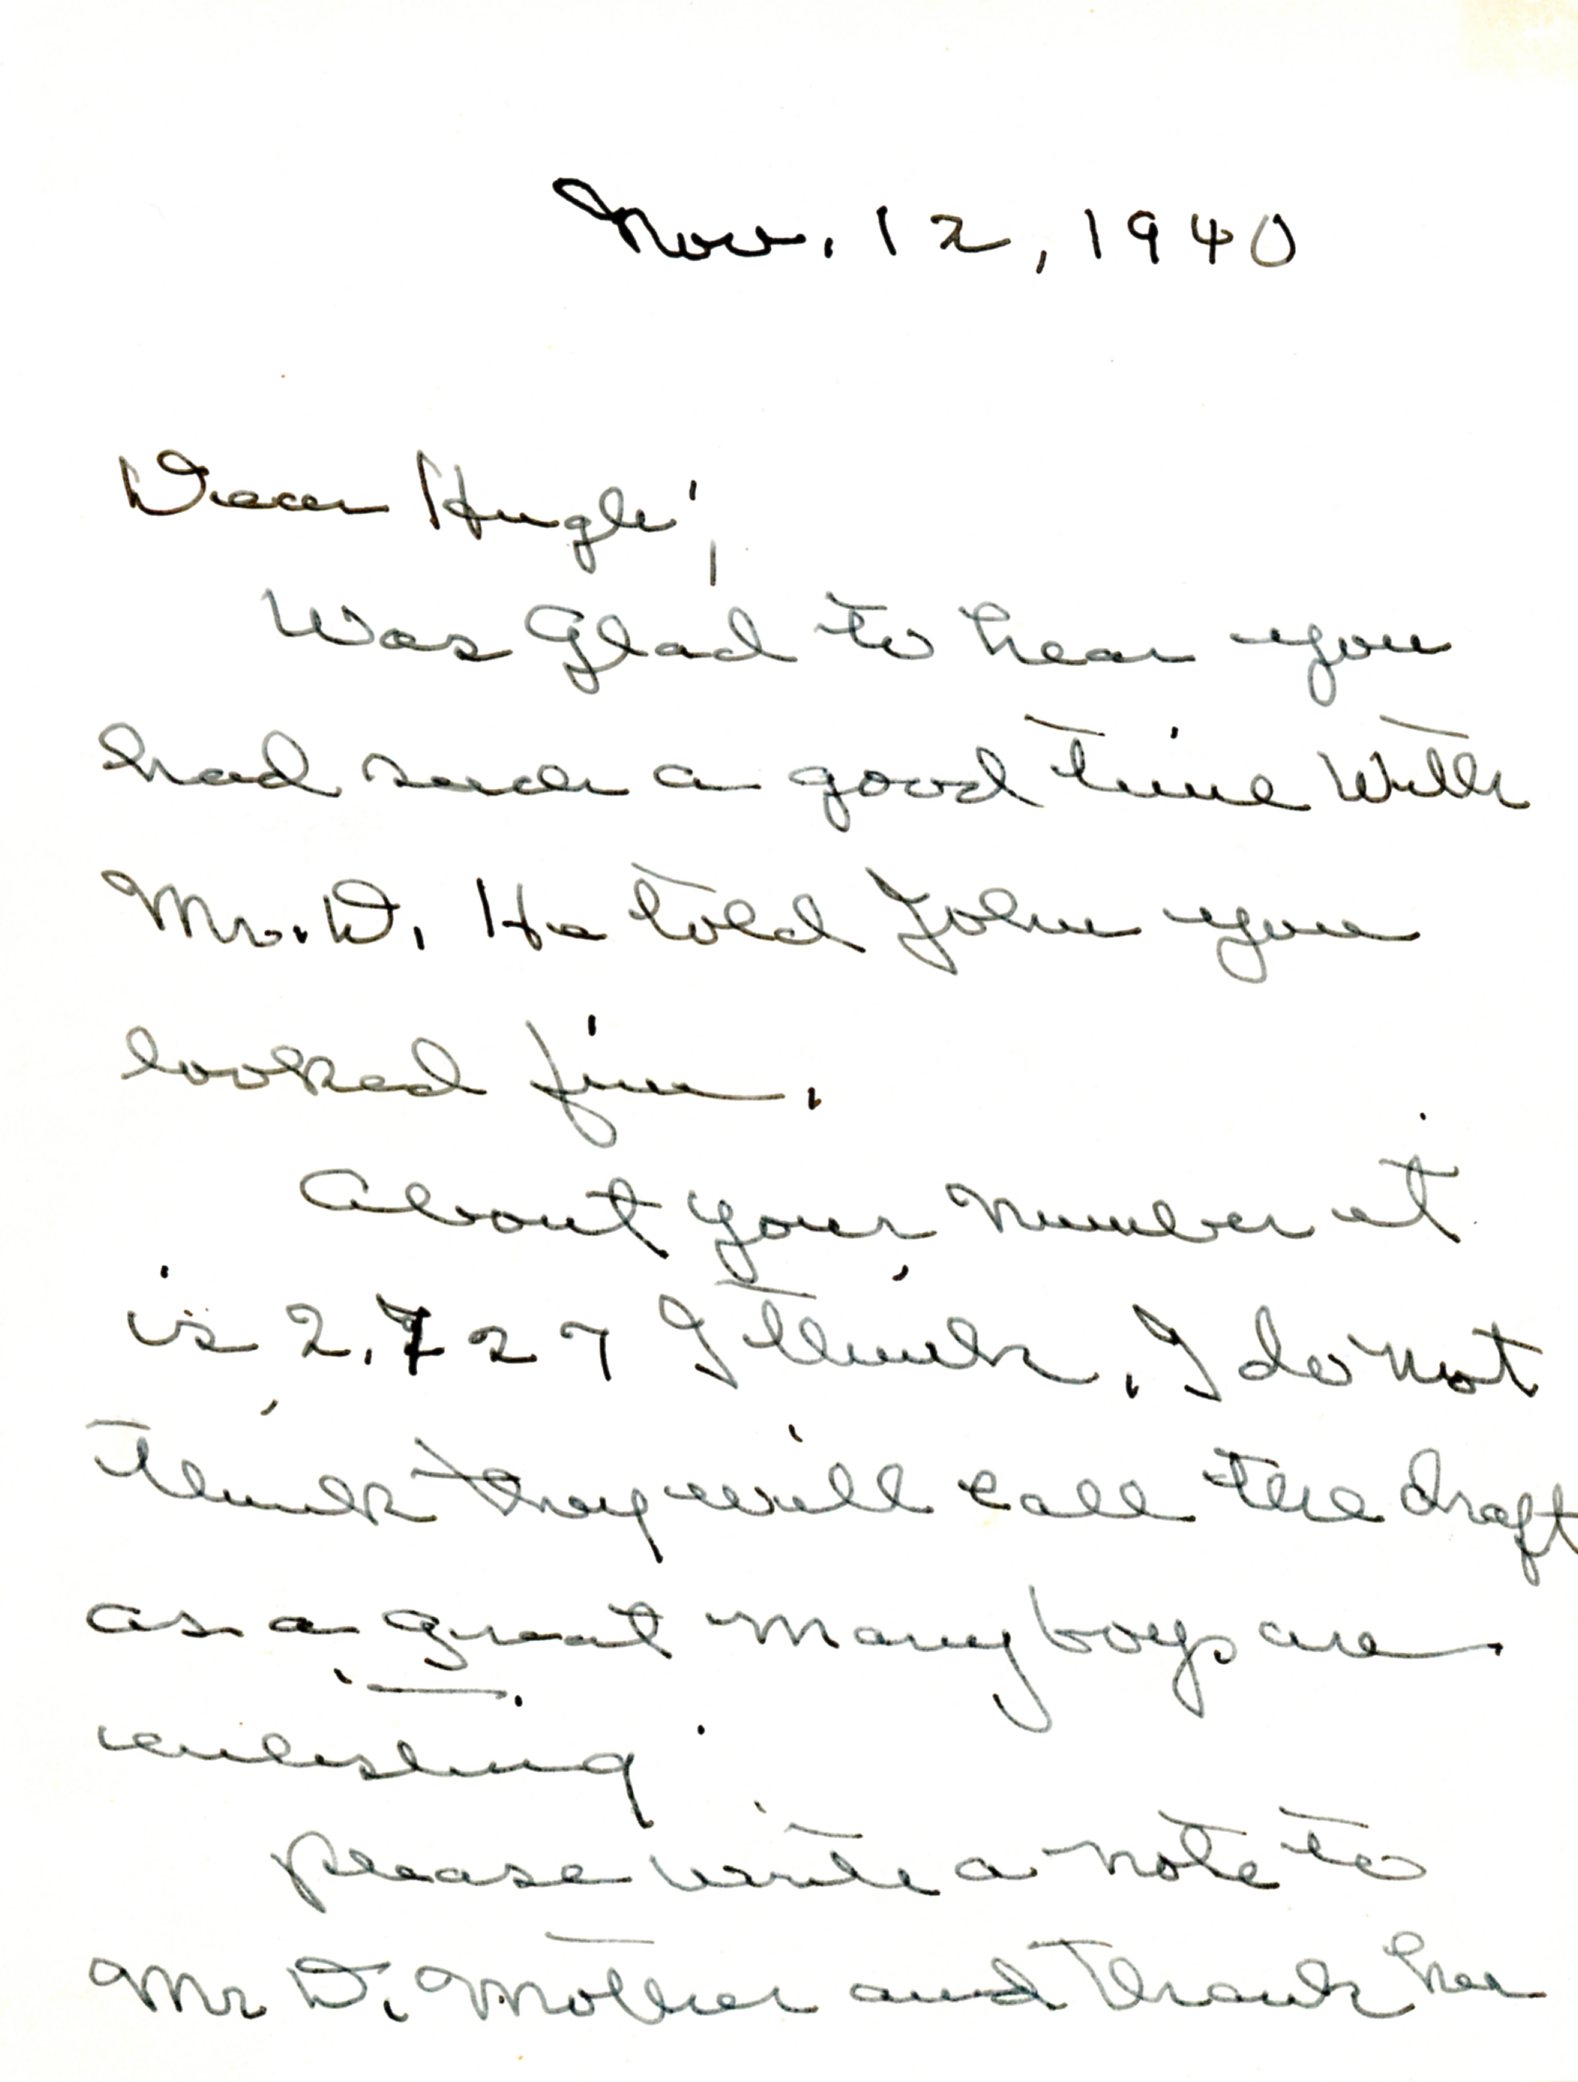 Nov. 12, 1940
Dear Hugh,
Was Glad to hear you
had such a good time With
Mr. D. He told John you
looked fine.
About your number it
is 2,727 I think. I do not
think they will call the draft
as a great many boys are
enlisting
please write a note to
Mr D. Mother and thank her